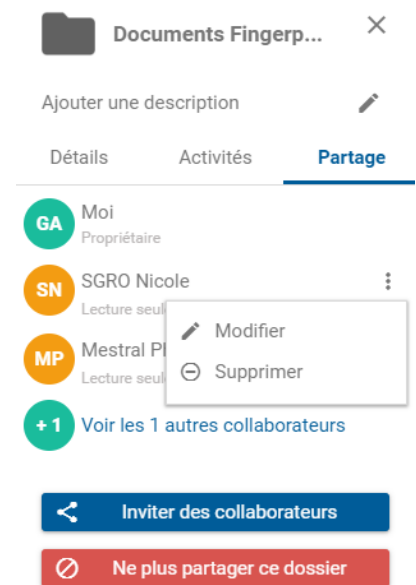 Documents Fingerp...
Ajouter une description
Détails Activités Partage
GA Moi
Propriétaire
SN SGRO Nicole
Lecture seul
Modifier
MP Mestral Pl
Lecture seul
Supprimer
+ 1 Voir les 1 autres collaborateurs
Inviter des collaborateurs
Ne plus partager ce dossier